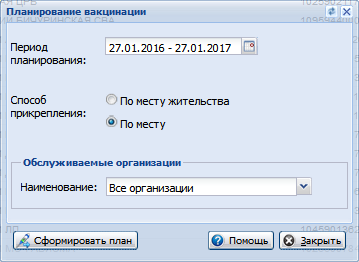 Планирование вакцинации
Период планирования:
27.01.2016 - 27.01.2017
Способ прикрепления:
По месту жительства
По месту
Обслуживаемые организации
Наименование:
Все организации
Сформировать план
Помощь
Закрыть